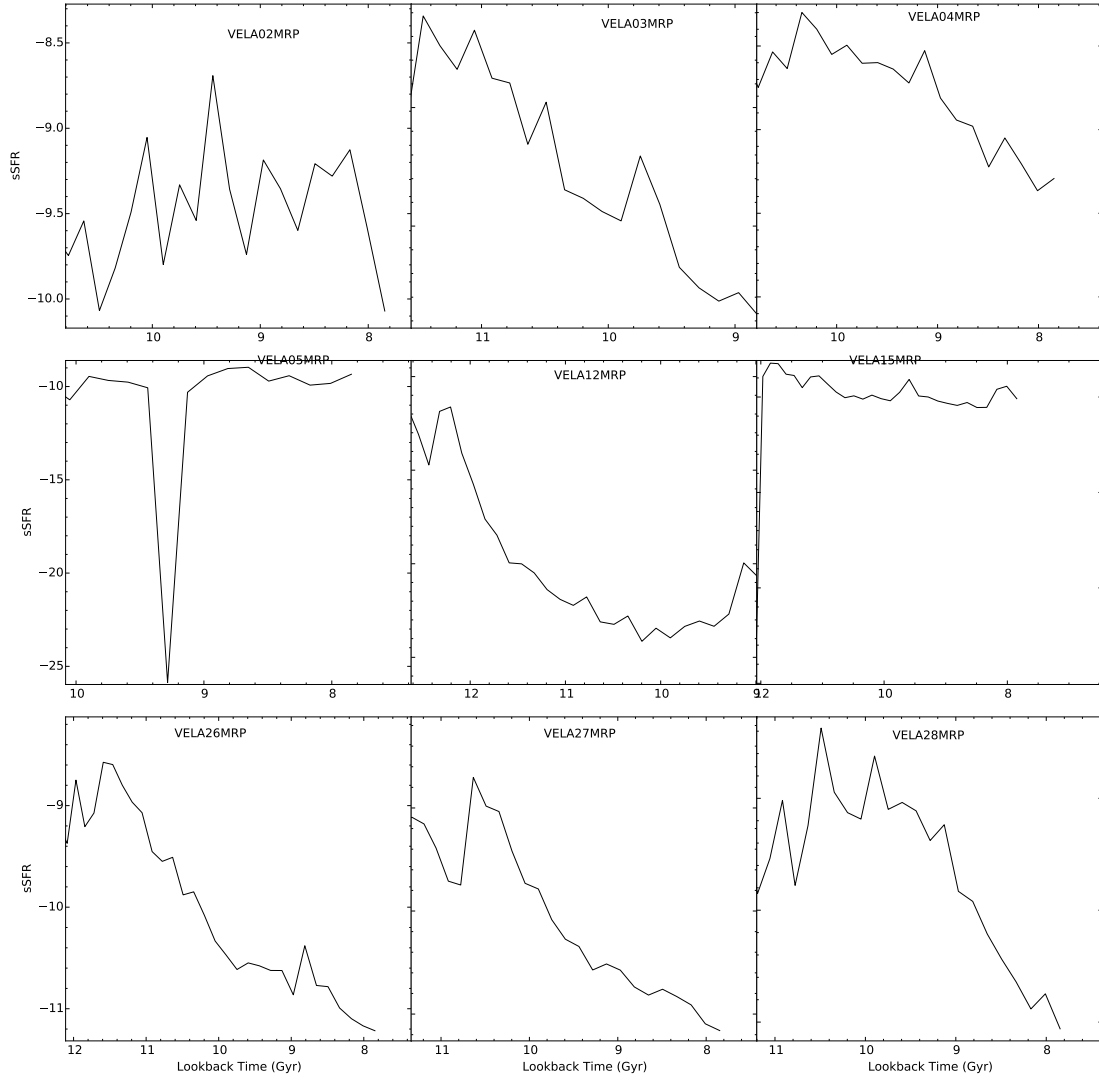 VELA02MRP
VELA03MRP
VELA04MRP
−8.5
−9.0
−9.5
−10.0
sSFR
10 9 8
11 10 9
10 9 8
VELA05MRP
VELA12MRP
VELA15MRP
−10
−15
−20
−25
sSFR
10 9 8
12 11 10 9
12 10 8
VELA26MRP
VELA27MRP
VELA28MRP
−9
−10
−11
sSFR
12 11 10 9 8
11 10 9 8
11 10 9 8
Lookback Time (Gyr)
Lookback Time (Gyr)
Lookback Time (Gyr)